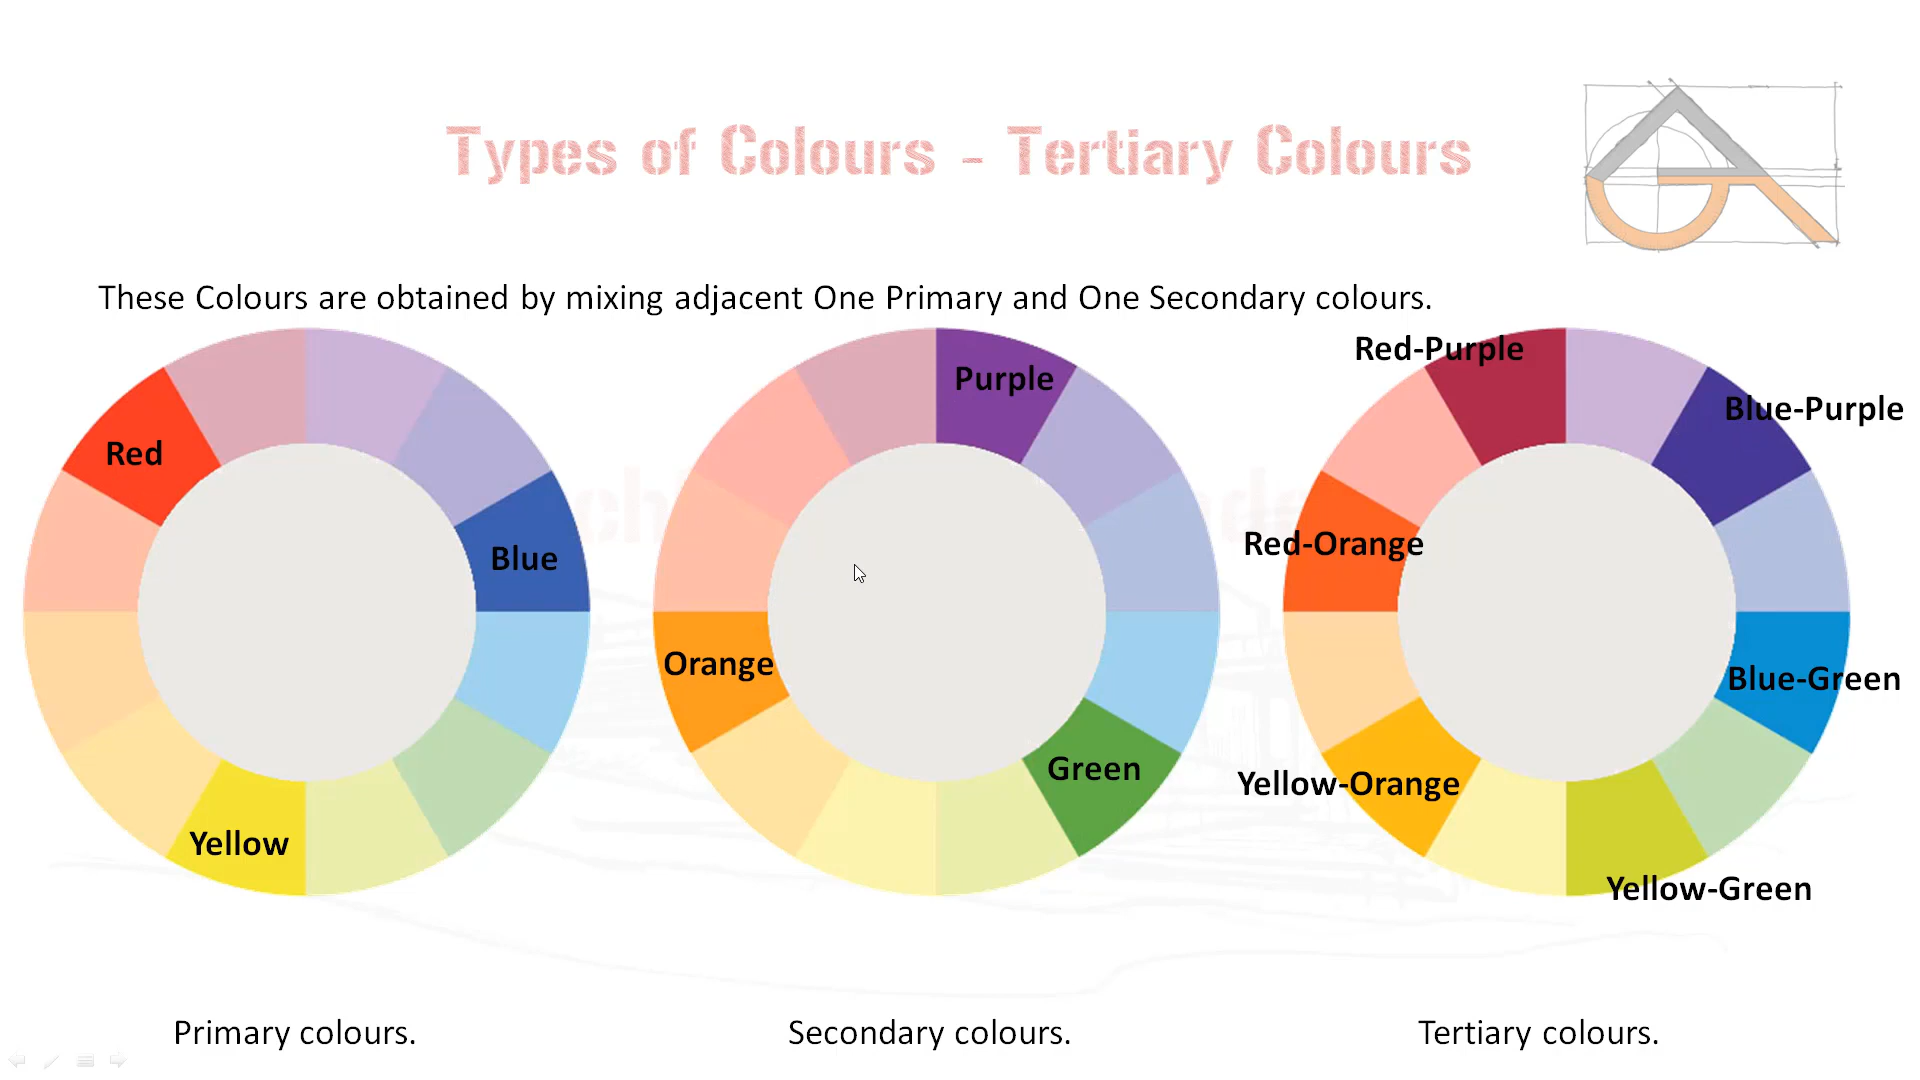 Types of Colours - Tertiary Colours
These Colours are obtained by mixing adjacent One Primary and One Secondary colours.
Red
Blue
Yellow
Purple
Orange
Green
Red-Purple
Blue-Purple
Red-Orange
Blue-Green
Yellow-Orange
Yellow-Green
Primary colours.
Secondary colours.
Tertiary colours.